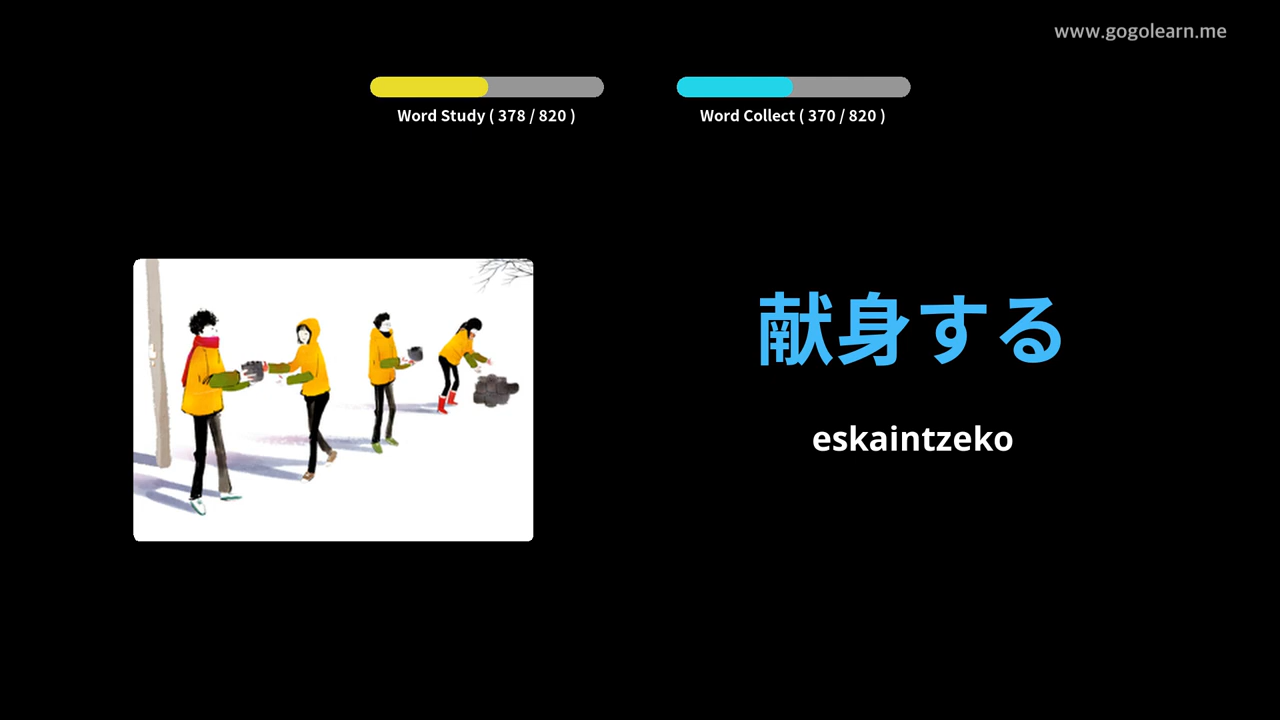 www.gogolearn.me
Word Study ( 378 / 820 )
Word Collect ( 370 / 820 )
献身する
eskaintzeko